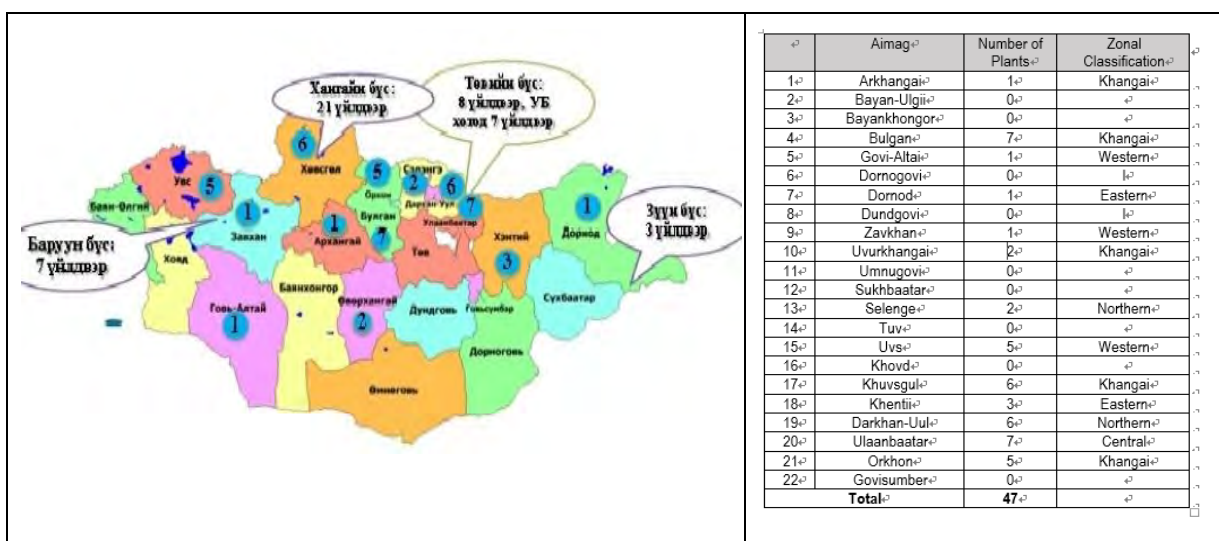 Хангайн бүс:
21 үйлдвэр
Төвийн бүс:
8 үйлдвэр, УБ
хотод 7 үйлдвэр
Зүүн бүс:
3 үйлдвэр
Баруун бүс:
7 үйлдвэр
6
Хөвсгөл
Увс
5
Баян-Өлгий
1
Завхан
Ховд
5
Орхон
Сэлэнгэ
2
6
Дархан-Уул
7
Улаанбаатар
Булган
7
1
Архангай
Төв
Хэнтий
3
1
Дорнод
Сүхбаатар
Говь-Алтай
1
Баянхонгор
Өвөрхангай
2
Дундговь
Говьсүмбэр
Дорноговь
Өмнөговь
Aimag Number of Plants Zonal Classification
1 Arkhangai 1 Khangai
2 Bayan-Ulgii 0
3 Bayankhongor 0
4 Bulgan 7 Khangai
5 Govi-Altai 1 Western
6 Dornogovi 0
7 Dornod 1 Eastern
8 Dundgovi 0
9 Zavkhan 1 Western
10 Uvurkhangai 2 Khangai
11 Umnugovi 0
12 Sukhbaatar 0
13 Selenge 2 Northern
14 Tuv 0
15 Uvs 5 Western
16 Khovd 0
17 Khuvsgul 6 Khangai
18 Khentii 3 Eastern
19 Darkhan-Uul 6 Northern
20 Ulaanbaatar 7 Central
21 Orkhon 5 Khangai
22 Govisumber 0
Total 47